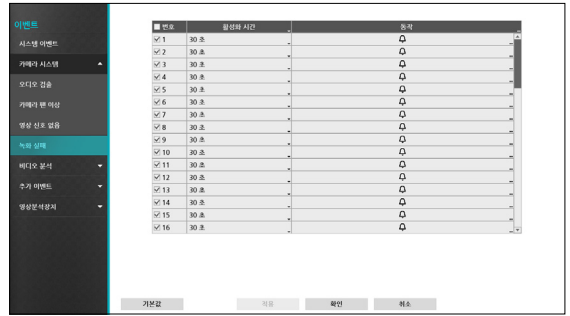 이벤트
시스템 이벤트
카메라 시스템
오디오 검출
카메라 팬 이상
영상 신호 없음
녹화 실패
비디오 분석
추가 이벤트
영상분석장치
번호 활성화 시간 동작
1 30 초
2 30 초
3 30 초
4 30 초
5 30 초
6 30 초
7 30 초
8 30 초
9 30 초
10 30 초
11 30 초
12 30 초
13 30 초
14 30 초
15 30 초
16 30 초
기본값 적용 확인 취소